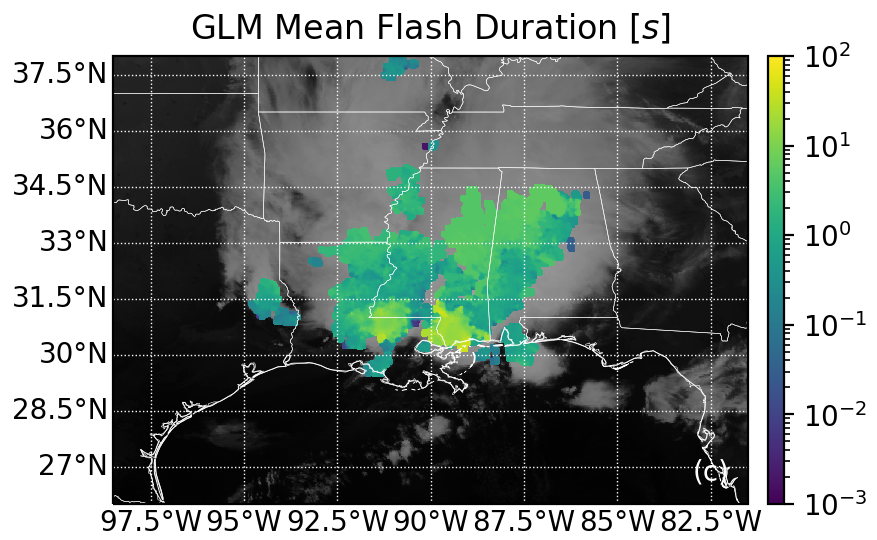 GLM Mean Flash Duration [s]
37.5°N
36°N
34.5°N
33°N
31.5°N
30°N
28.5°N
27°N
97.5°W 95°W 92.5°W 90°W 87.5°W 85°W 82.5°W
(c)
10²
10¹
10⁰
10⁻¹
10⁻²
10⁻³